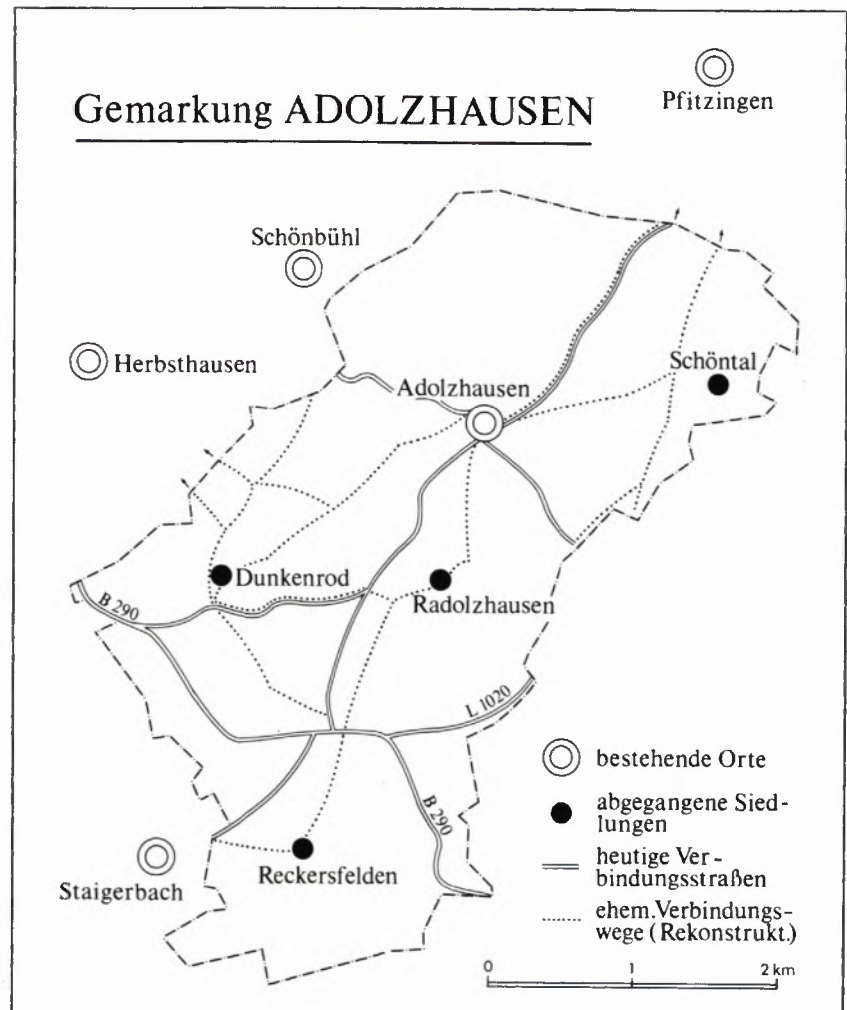 Gemarkung ADOLZHAUSEN
Pfitzingen
Schönbühl
Herbsthausen
Adolzhausen
Schöntal
Dunkenrod
Radolzhausen
B 290
L 1020
B 290
Staigerbach
Reckersfelden
bestehende Orte
abgegangene Sied-
lungen
heutige Ver-
bindungsstraßen
ehem. Verbindungs-
wege (Rekonstrukt.)
0 1 2 km